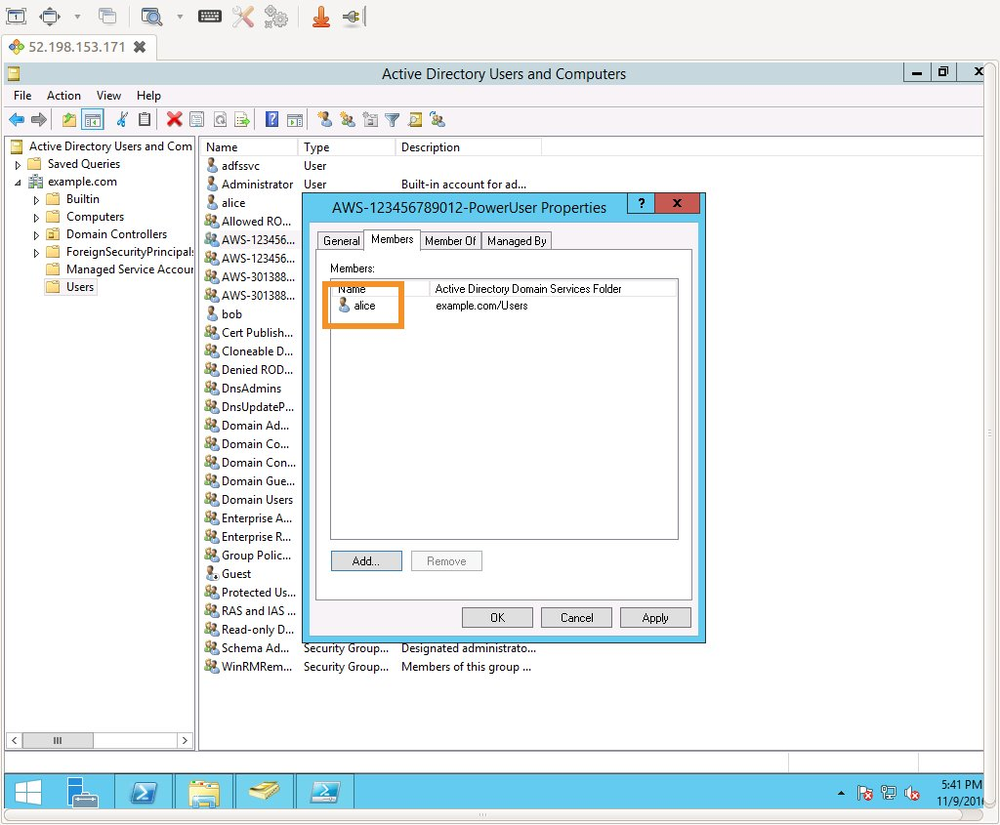 52.198.153.171
Active Directory Users and Computers
File Action View Help
Active Directory Users and Com
Saved Queries
example.com
Builtin
Computers
Domain Controllers
ForeignSecurityPrincipals
Managed Service Accour
Users
Name Type Description
adfssvc User
Administrator User Built-in account for ad...
alice
Allowed RO...
AWS-123456...
AWS-123456...
AWS-301388...
AWS-301388...
bob
Cert Publish...
Cloneable D...
Denied ROD...
DnsAdmins
DnsUpdateP...
Domain Ad...
Domain Co...
Domain Con...
Domain Gue...
Domain Users
Enterprise A...
Enterprise R...
Group Polic...
Guest
Protected Us...
RAS and IAS ...
Read-only D...
Schema Ad... Security Group... Designated administrato...
WinRMRem... Security Group... Members of this group ...
AWS-123456789012-PowerUser Properties
? X
General Members Member Of Managed By
Members:
Name Active Directory Domain Services Folder
alice example.com/Users
Add... Remove
OK Cancel Apply
5:41 PM
11/9/201